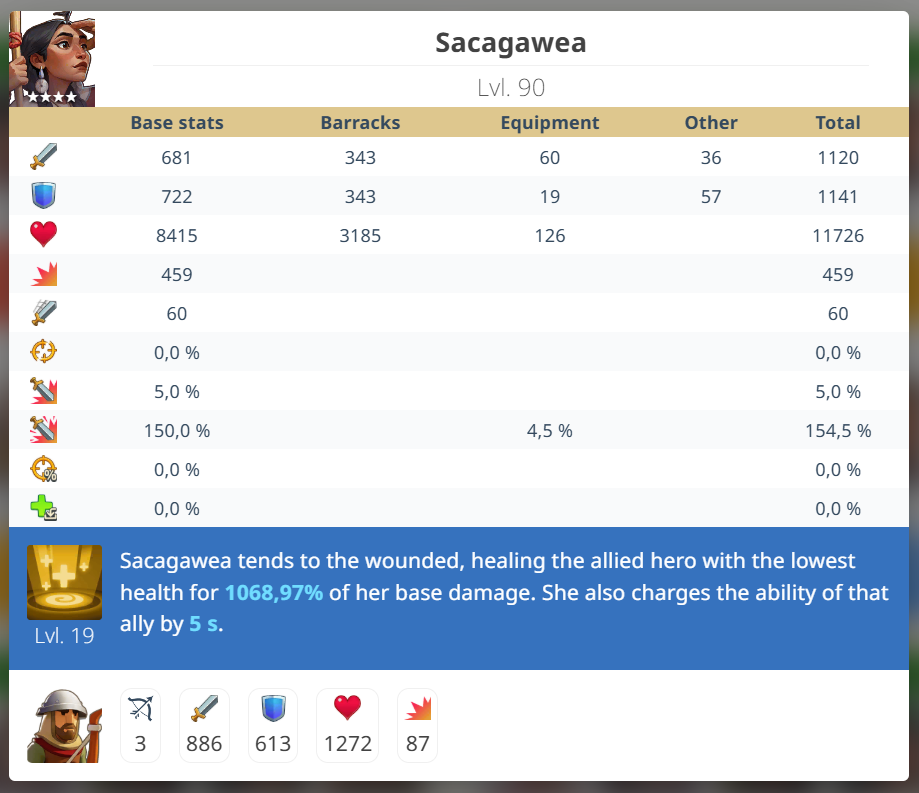 Sacagawea
Lvl. 90
Base stats Barracks Equipment Other Total
681 343 60 36 1120
722 343 19 57 1141
8415 3185 126 11726
459 459
60 60
0,0 % 0,0 %
5,0 % 5,0 %
150,0 % 4,5 % 154,5 %
0,0 % 0,0 %
0,0 % 0,0 %
Sacagawea tends to the wounded, healing the allied hero with the lowest
health for 1068,97% of her base damage. She also charges the ability of that
ally by 5 s.
Lvl. 19
3 886 613 1272 87